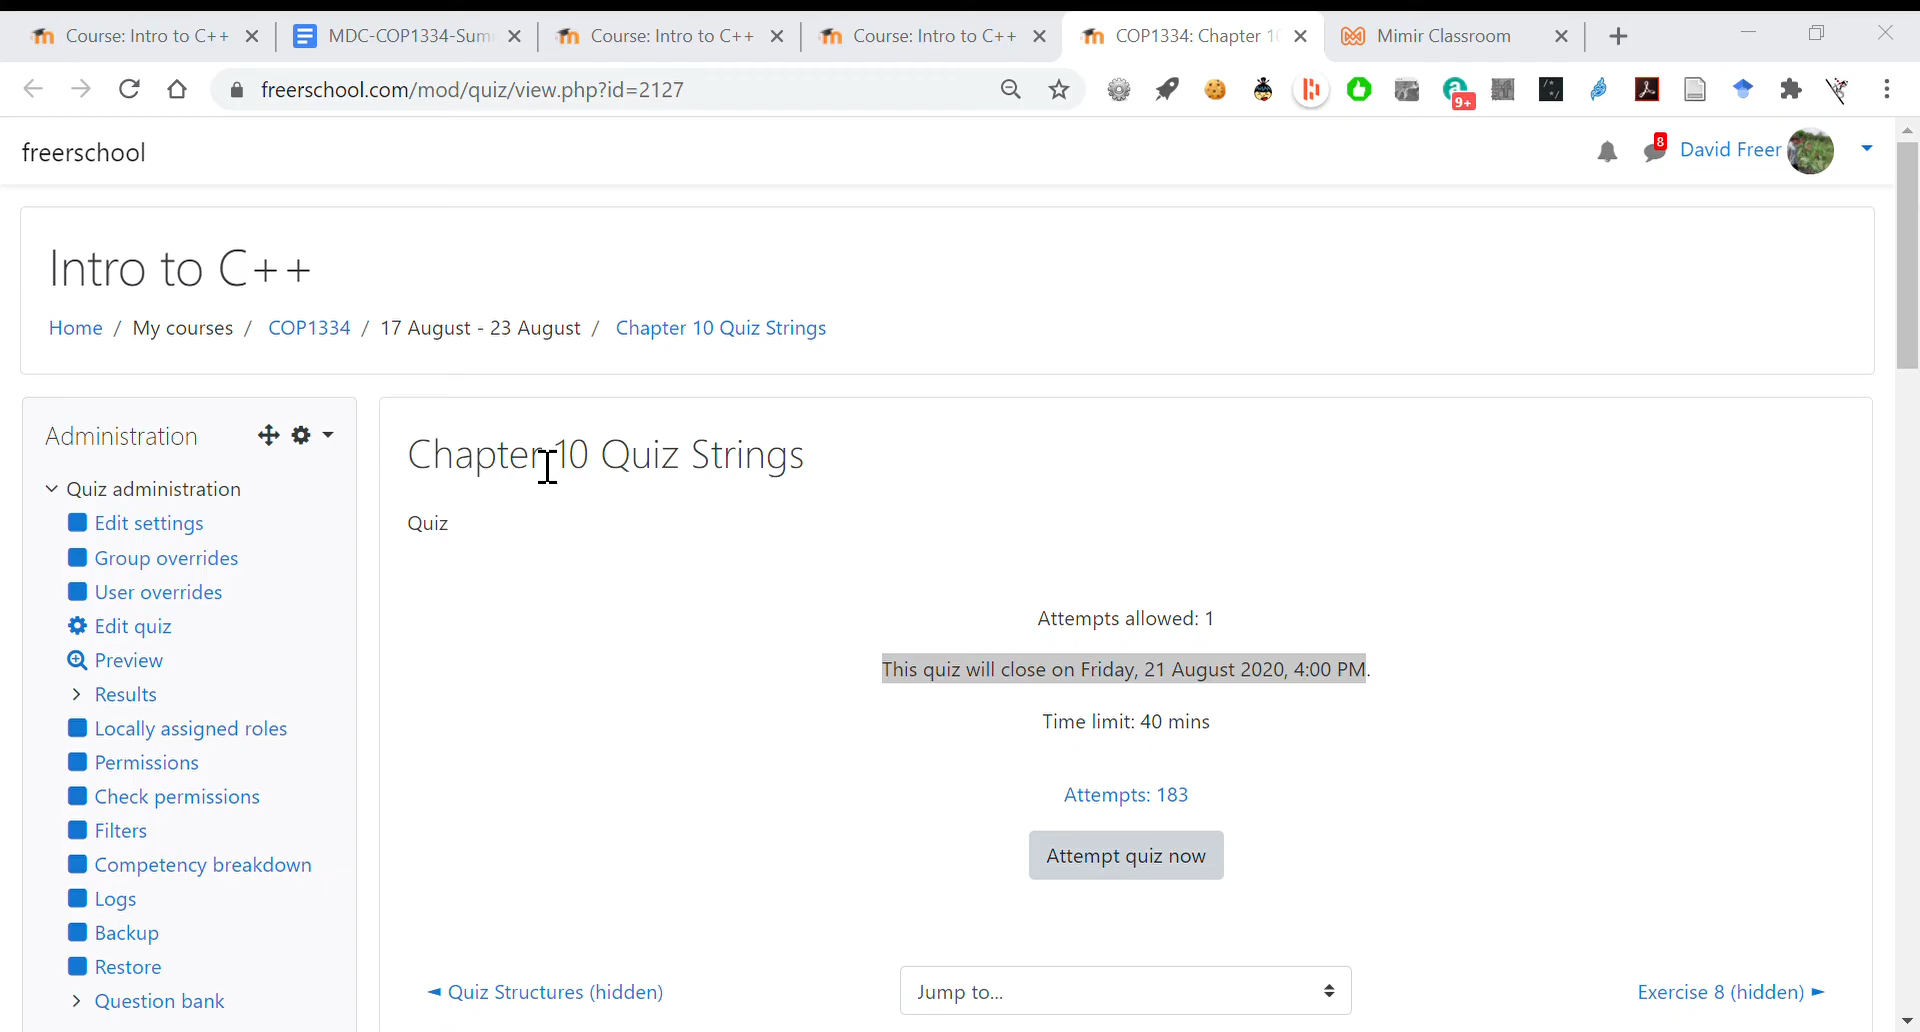 Course: Intro to C++
MDC-COP1334-Sum
Course: Intro to C++
Course: Intro to C++
COP1334: Chapter 10
Mimir Classroom
freerschool.com/mod/quiz/view.php?id=2127
9+
freerschool
8
David Freer
Intro to C++
Home / My courses / COP1334 / 17 August - 23 August / Chapter 10 Quiz Strings
Administration
Quiz administration
Edit settings
Group overrides
User overrides
Edit quiz
Preview
Results
Locally assigned roles
Permissions
Check permissions
Filters
Competency breakdown
Logs
Backup
Restore
Question bank
Chapter 10 Quiz Strings
Quiz
Attempts allowed: 1
This quiz will close on Friday, 21 August 2020, 4:00 PM.
Time limit: 40 mins
Attempts: 183
Attempt quiz now
◄ Quiz Structures (hidden)
Jump to...
Exercise 8 (hidden) ►